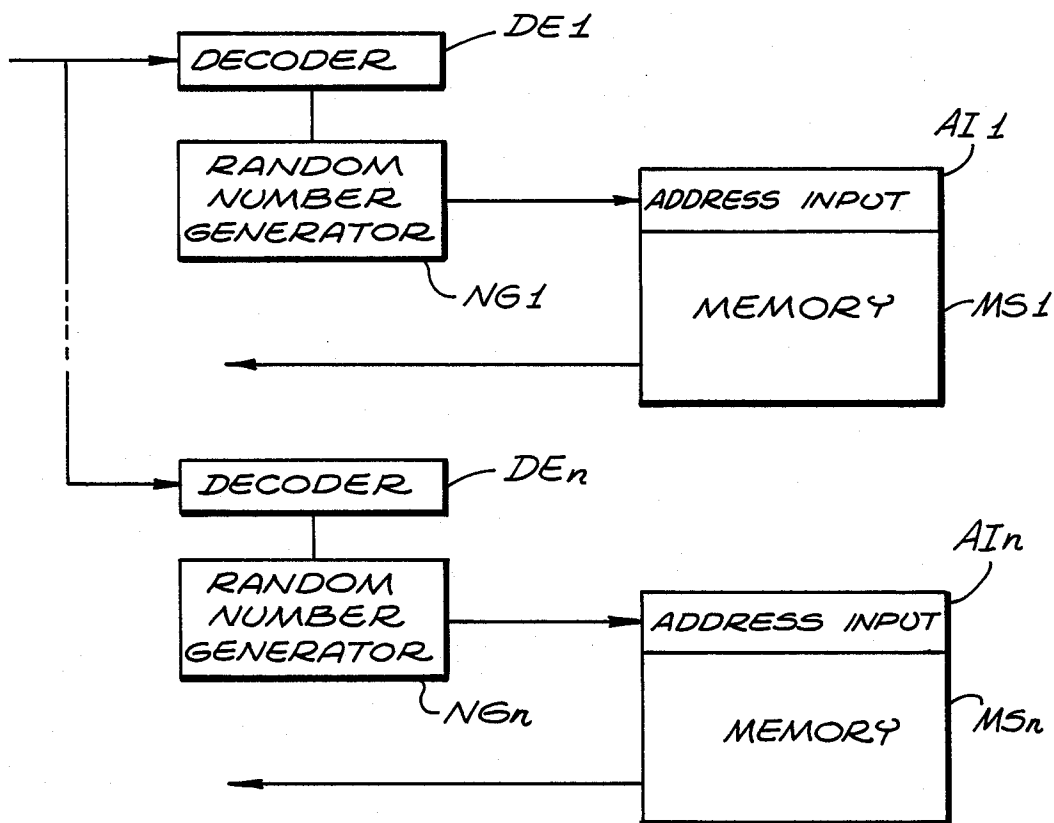 DE1
DECODER
AI1
RANDOM
NUMBER
GENERATOR
ADDRESS INPUT
NG1
MEMORY
MS1
DECODER
DEn
AIn
RANDOM
NUMBER
GENERATOR
ADDRESS INPUT
NGn
MEMORY
MSn